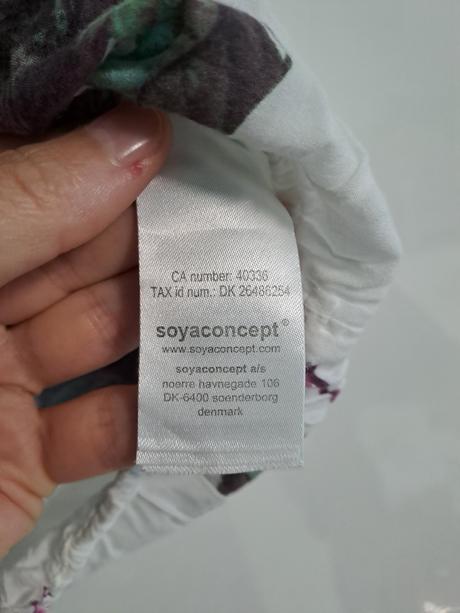 CA number: 40336
TAX id num.: DK 26486254
soyaconcept®
www.soyaconcept.com
soyaconcept a/s
noerre havnegade 106
DK-6400 soenderborg
denmark